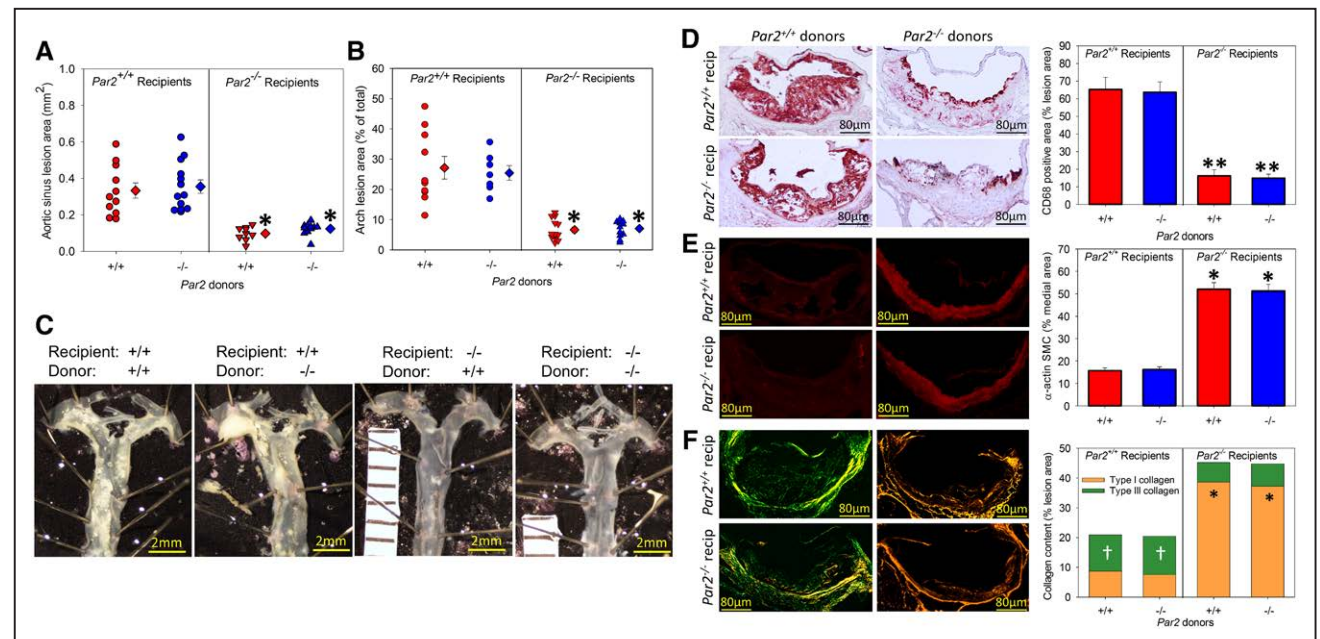 A
Par2+/+ Recipients
Par2-/- Recipients
Aortic sinus lesion area (mm2)
1.0
0.8
0.6
0.4
0.2
0.0
*
*
+/+
-/-
+/+
-/-
Par2 donors
B
Par2+/+ Recipients
Par2-/- Recipients
Arch lesion area (% of total)
60
50
40
30
20
10
0
*
*
+/+
-/-
+/+
-/-
Par2 donors
C
Recipient: +/+
Donor: +/+
Recipient: +/+
Donor: -/-
Recipient: -/-
Donor: +/+
Recipient: -/-
Donor: -/-
2mm
2mm
2mm
2mm
D
Par2+/+ donors
Par2-/- donors
Par2+/+ recip
Par2-/- recip
80µm
80µm
80µm
80µm
CD68 positive area (% lesion area)
Par2+/+ Recipients
Par2-/- Recipients
100
90
80
70
60
50
40
30
20
10
0
**
**
+/+
-/-
+/+
-/-
Par2 donors
E
Par2+/+ recip
Par2-/- recip
80µm
80µm
80µm
80µm
α-actin SMC (% medial area)
Par2+/+ Recipients
Par2-/- Recipients
70
60
50
40
30
20
10
0
*
*
+/+
-/-
+/+
-/-
Par2 donors
F
Par2+/+ recip
Par2-/- recip
80µm
80µm
80µm
80µm
Collagen content (% lesion area)
Par2+/+ Recipients
Par2-/- Recipients
Type I collagen
Type III collagen
50
40
30
20
10
0
†
†
*
*
+/+
-/-
+/+
-/-
Par2 donors